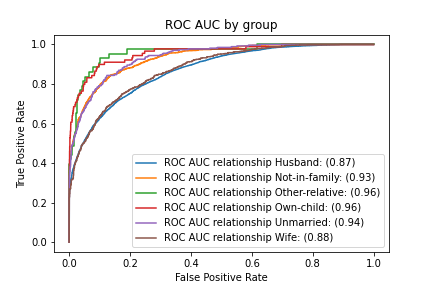 ROC AUC by group
True Positive Rate
1.0
0.8
0.6
0.4
0.2
0.0
ROC AUC relationship Husband: (0.87)
ROC AUC relationship Not-in-family: (0.93)
ROC AUC relationship Other-relative: (0.96)
ROC AUC relationship Own-child: (0.96)
ROC AUC relationship Unmarried: (0.94)
ROC AUC relationship Wife: (0.88)
0.0 0.2 0.4 0.6 0.8 1.0
False Positive Rate